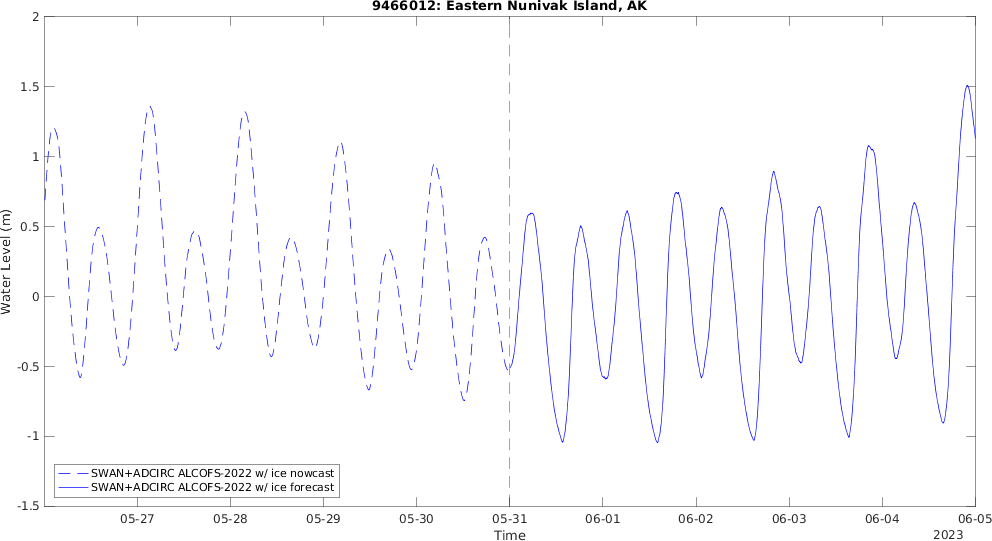 9466012: Eastern Nunivak Island, AK
2
1.5
1
0.5
0
-0.5
-1
-1.5
Water Level (m)
SWAN+ADCIRC ALCOFS-2022 w/ ice nowcast
SWAN+ADCIRC ALCOFS-2022 w/ ice forecast
05-27 05-28 05-29 05-30 05-31 06-01 06-02 06-03 06-04 06-05
Time
2023